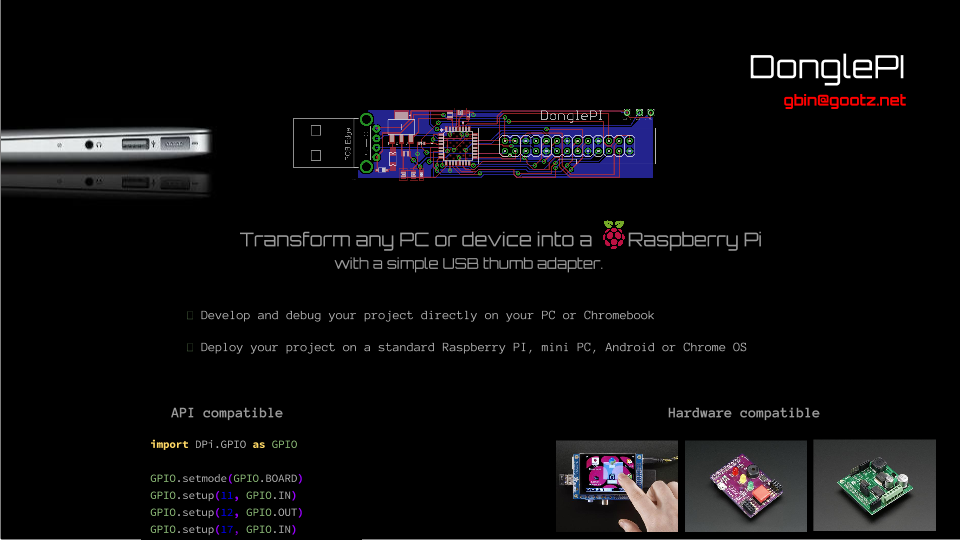 DonglePI
gbin@gootz.net
DonglePI
PCB Edge
Transform any PC or device into a Raspberry Pi
with a simple USB thumb adapter.
Develop and debug your project directly on your PC or Chromebook
Deploy your project on a standard Raspberry PI, mini PC, Android or Chrome OS
API compatible
Hardware compatible
import DPi.GPIO as GPIO
GPIO.setmode(GPIO.BOARD)
GPIO.setup(11, GPIO.IN)
GPIO.setup(12, GPIO.OUT)
GPIO.setup(17, GPIO.IN)